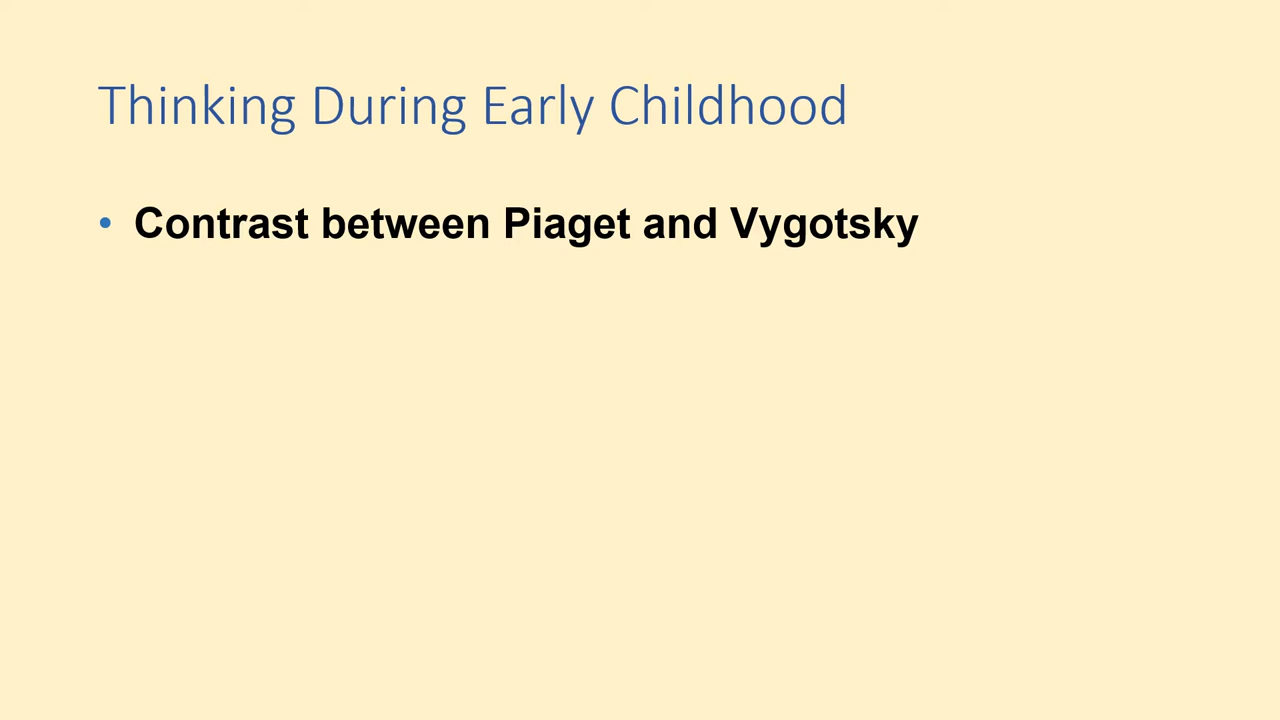 Thinking During Early Childhood
• Contrast between Piaget and Vygotsky